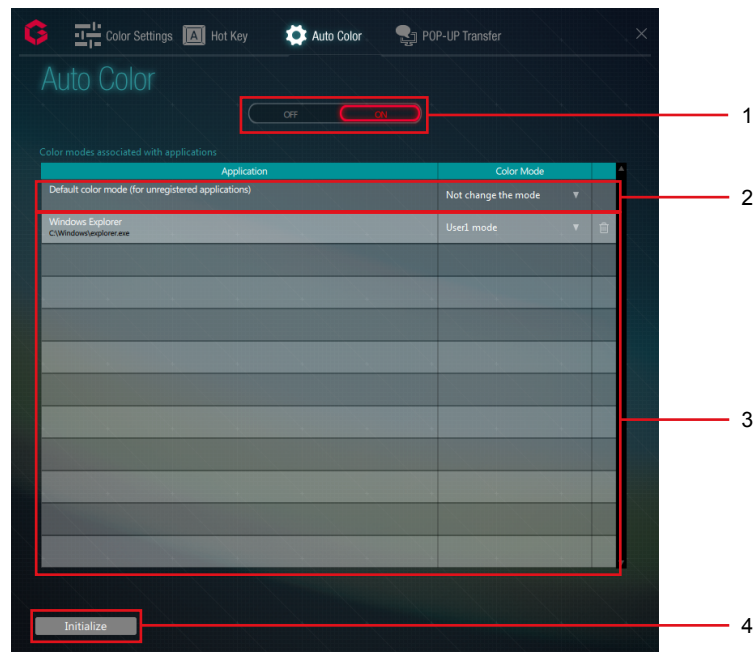 Color Settings A Hot Key Auto Color POP-UP Transfer
Auto Color
OFF ON
1
Color modes associated with applications
Application Color Mode
Default color mode (for unregistered applications) Not change the mode
2
Windows Explorer User1 mode
C:\Windows\explorer.exe
3
Initialize
4